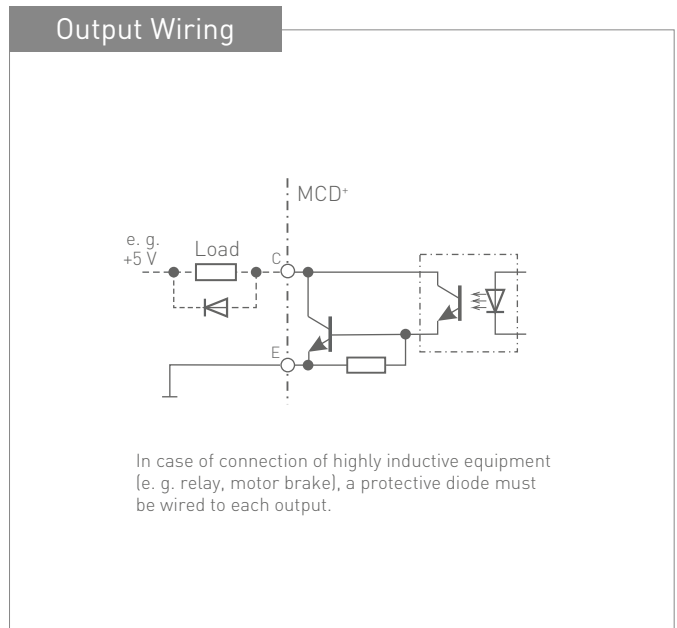 Output Wiring
MCD⁺
e. g.
+5 V
Load
C
E
In case of connection of highly inductive equipment
(e. g. relay, motor brake), a protective diode must
be wired to each output.